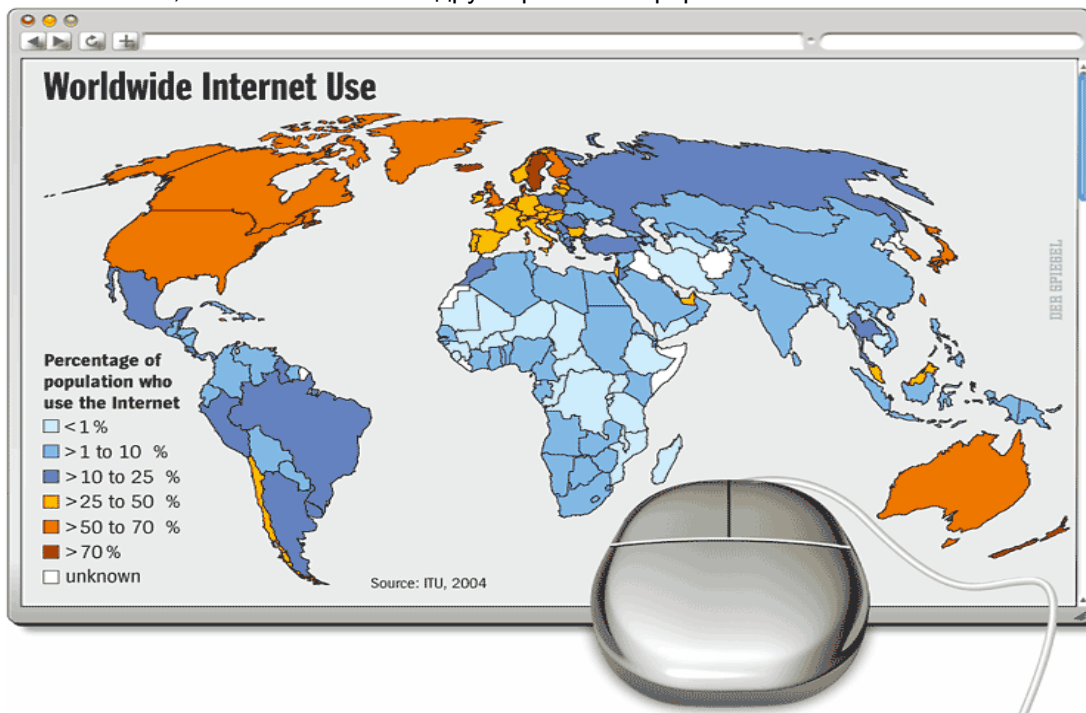 Worldwide Internet Use
DER SPIEGEL
Percentage of
population who
use the Internet
<1 %
>1 to 10 %
>10 to 25 %
>25 to 50 %
>50 to 70 %
>70 %
unknown
Source: ITU, 2004